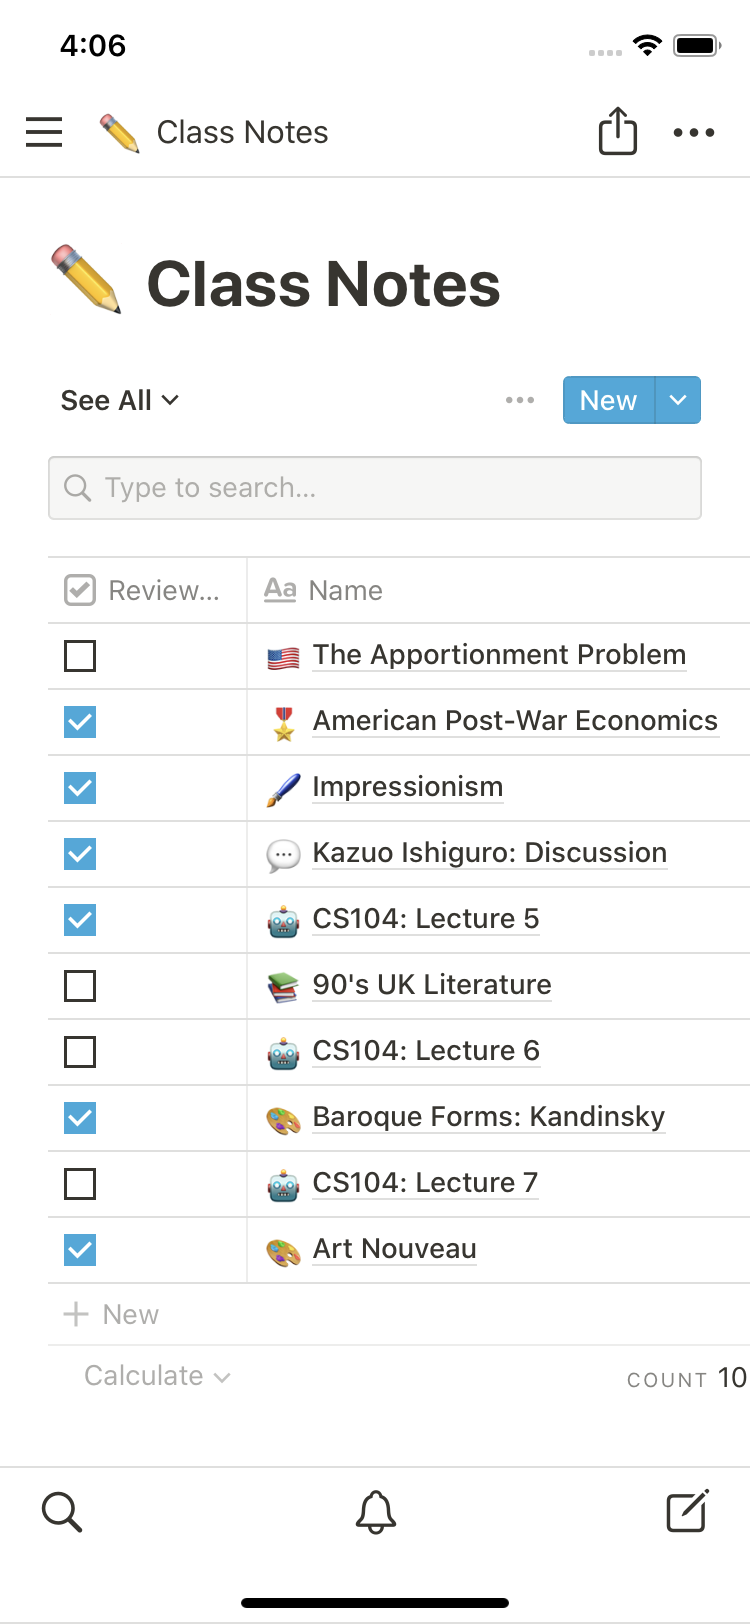 4:06
Class Notes
Class Notes
See All
New
Type to search...
Review...
Aa Name
The Apportionment Problem
American Post-War Economics
Impressionism
Kazuo Ishiguro: Discussion
CS104: Lecture 5
90's UK Literature
CS104: Lecture 6
Baroque Forms: Kandinsky
CS104: Lecture 7
Art Nouveau
New
Calculate
COUNT 10